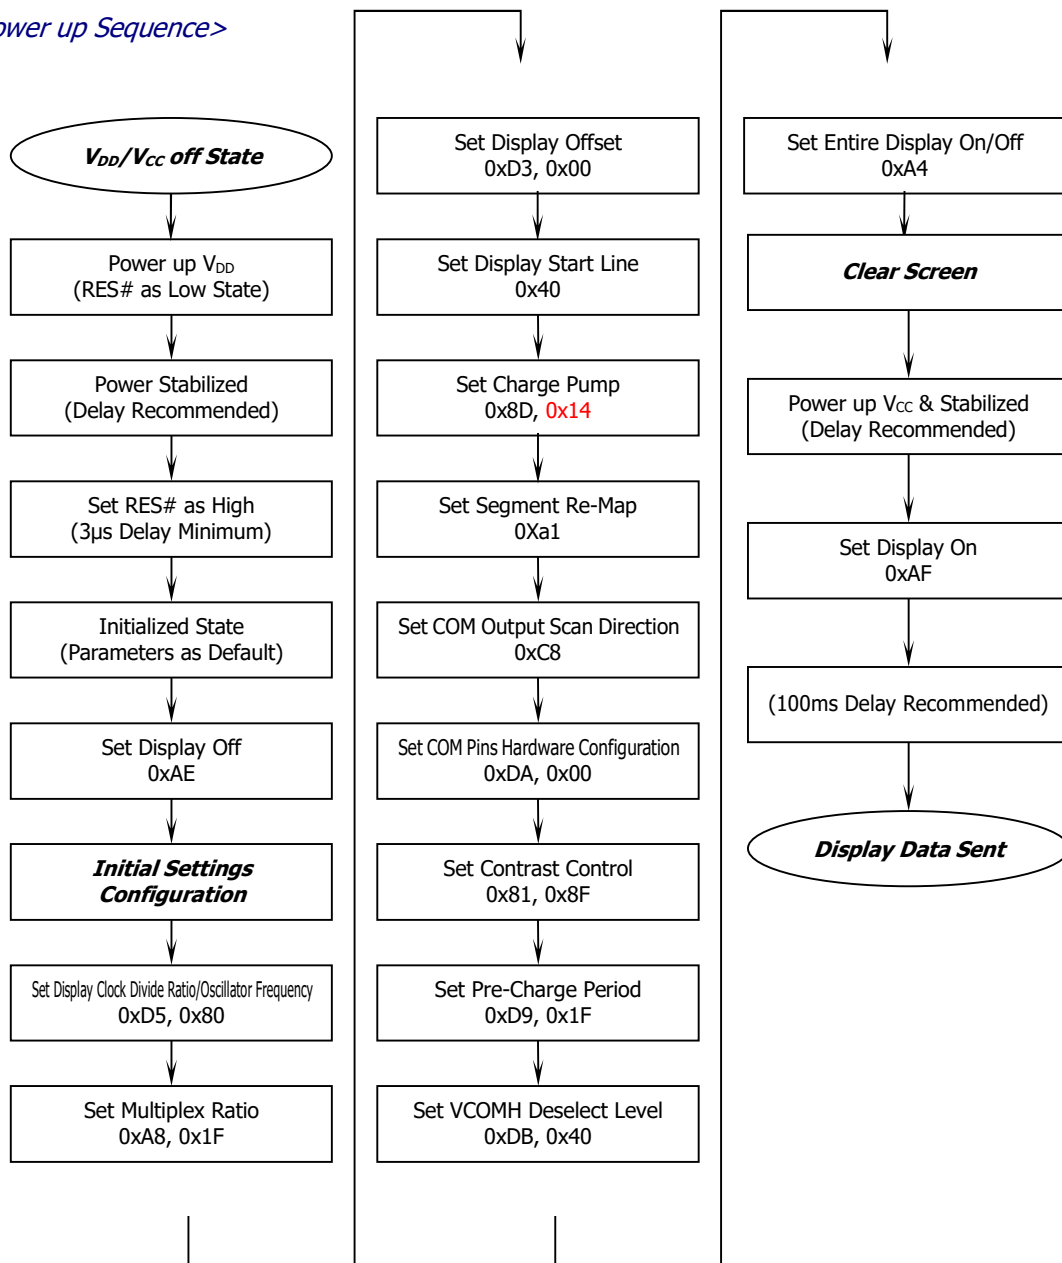 ower up Sequence>
V_DD/V_CC off State
Power up V_DD
(RES# as Low State)
Power Stabilized
(Delay Recommended)
Set RES# as High
(3μs Delay Minimum)
Initialized State
(Parameters as Default)
Set Display Off
0xAE
Initial Settings
Configuration
Set Display Clock Divide Ratio/Oscillator Frequency
0xD5, 0x80
Set Multiplex Ratio
0xA8, 0x1F
Set Display Offset
0xD3, 0x00
Set Display Start Line
0x40
Set Charge Pump
0x8D, 0x14
Set Segment Re-Map
0Xa1
Set COM Output Scan Direction
0xC8
Set COM Pins Hardware Configuration
0xDA, 0x00
Set Contrast Control
0x81, 0x8F
Set Pre-Charge Period
0xD9, 0x1F
Set VCOMH Deselect Level
0xDB, 0x40
Set Entire Display On/Off
0xA4
Clear Screen
Power up V_CC & Stabilized
(Delay Recommended)
Set Display On
0xAF
(100ms Delay Recommended)
Display Data Sent